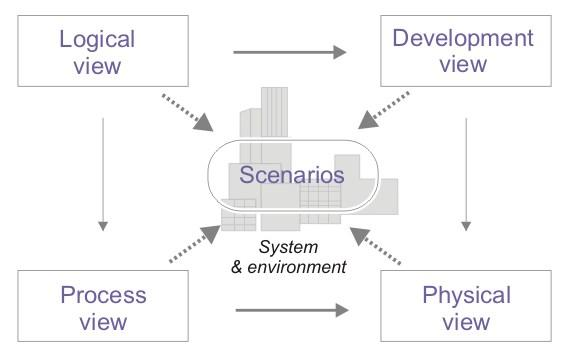 Logical
view
Development
view
Scenarios
System
& environment
Process
view
Physical
view